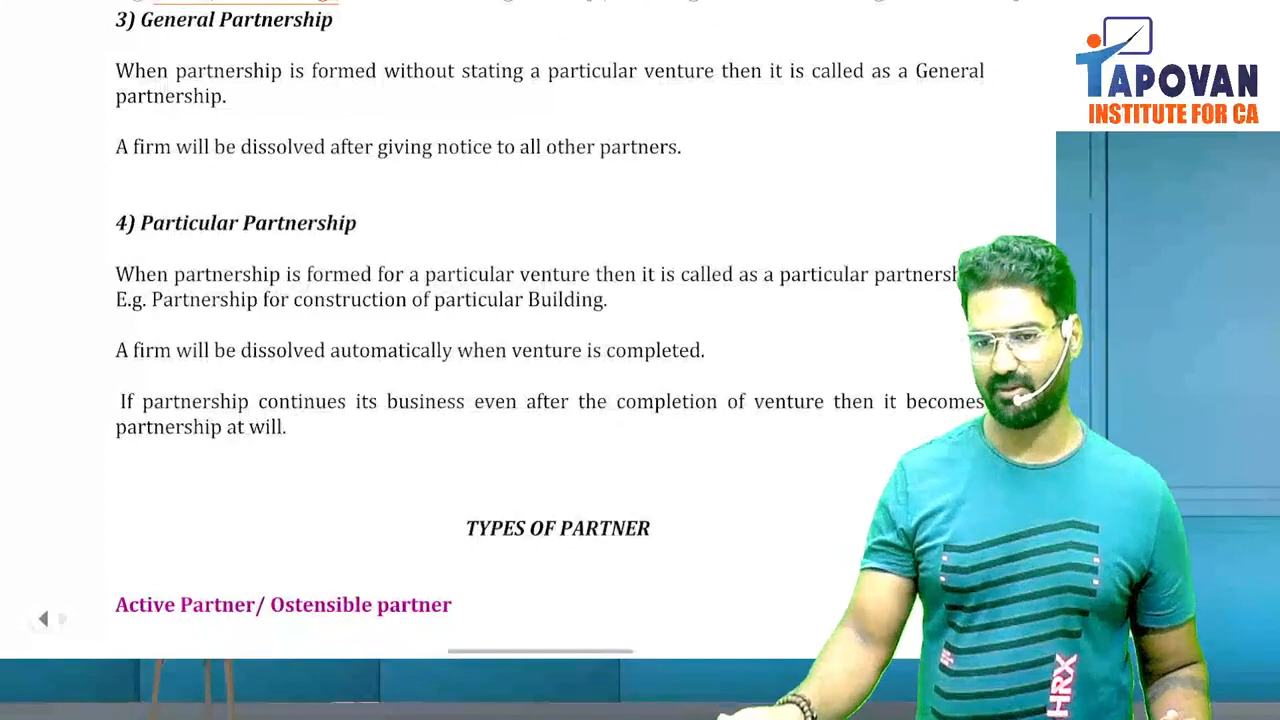 3) General Partnership
When partnership is formed without stating a particular venture then it is called as a General
partnership.
A firm will be dissolved after giving notice to all other partners.
4) Particular Partnership
When partnership is formed for a particular venture then it is called as a particular
E.g. Partnership for construction of particular Building.
A firm will be dissolved automatically when venture is completed.
If partnership continues its business even after the completion of venture then it becomes
partnership at will.
TYPES OF PARTNER
Active Partner/ Ostensible partner
TAPOVAN
INSTITUTE FOR CA
HRX